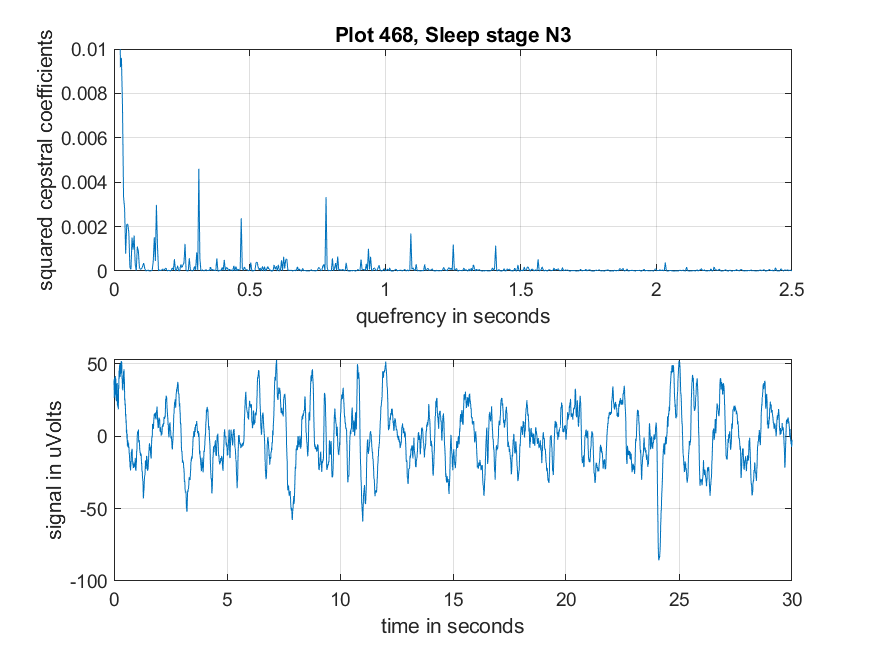 Plot 468, Sleep stage N3
squared cepstral coefficients
0.01
0.008
0.006
0.004
0.002
0
0 0.5 1 1.5 2 2.5
quefrency in seconds
signal in uVolts
50
0
-50
-100
0 5 10 15 20 25 30
time in seconds